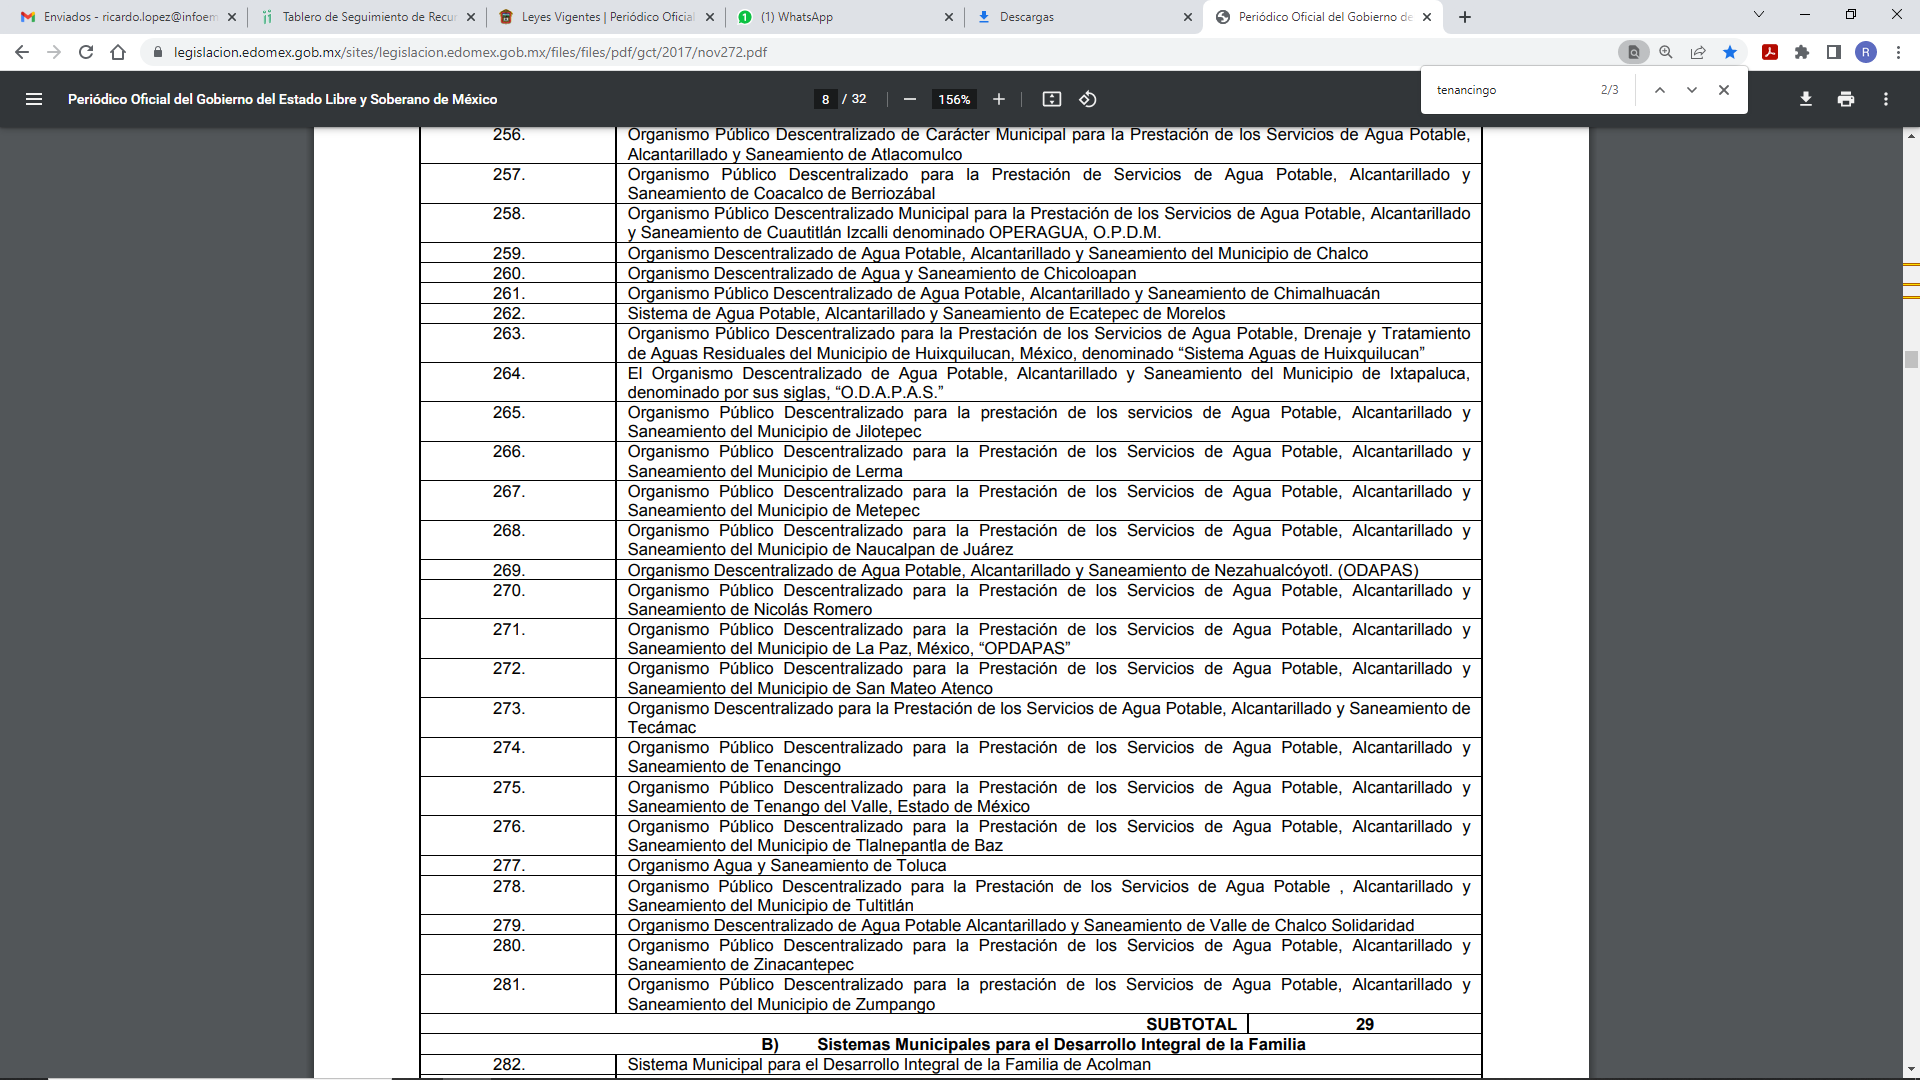 Enviados - ricardo.lopez@infoem
Tablero de Seguimiento de Recur
Leyes Vigentes | Periódico Oficial
(1) WhatsApp
Descargas
Periódico Oficial del Gobierno de
legislacion.edomex.gob.mx/sites/legislacion.edomex.gob.mx/files/files/pdf/gct/2017/nov272.pdf
R
Periódico Oficial del Gobierno del Estado Libre y Soberano de México
8 / 32
156%
tenancingo 2/3
256. Organismo Público Descentralizado de Carácter Municipal para la Prestación de los Servicios de Agua Potable,
Alcantarillado y Saneamiento de Atlacomulco
257. Organismo Público Descentralizado para la Prestación de Servicios de Agua Potable, Alcantarillado y
Saneamiento de Coacalco de Berriozábal
258. Organismo Público Descentralizado Municipal para la Prestación de los Servicios de Agua Potable, Alcantarillado
y Saneamiento de Cuautitlán Izcalli denominado OPERAGUA, O.P.D.M.
259. Organismo Descentralizado de Agua Potable, Alcantarillado y Saneamiento del Municipio de Chalco
260. Organismo Descentralizado de Agua y Saneamiento de Chicoloapan
261. Organismo Público Descentralizado de Agua Potable, Alcantarillado y Saneamiento de Chimalhuacán
262. Sistema de Agua Potable, Alcantarillado y Saneamiento de Ecatepec de Morelos
263. Organismo Público Descentralizado para la Prestación de los Servicios de Agua Potable, Drenaje y Tratamiento
de Aguas Residuales del Municipio de Huixquilucan, México, denominado “Sistema Aguas de Huixquilucan”
264. El Organismo Descentralizado de Agua Potable, Alcantarillado y Saneamiento del Municipio de Ixtapaluca,
denominado por sus siglas, “O.D.A.P.A.S.”
265. Organismo Público Descentralizado para la prestación de los servicios de Agua Potable, Alcantarillado y
Saneamiento del Municipio de Jilotepec
266. Organismo Público Descentralizado para la Prestación de los Servicios de Agua Potable, Alcantarillado y
Saneamiento del Municipio de Lerma
267. Organismo Público Descentralizado para la Prestación de los Servicios de Agua Potable, Alcantarillado y
Saneamiento del Municipio de Metepec
268. Organismo Público Descentralizado para la Prestación de los Servicios de Agua Potable, Alcantarillado y
Saneamiento del Municipio de Naucalpan de Juárez
269. Organismo Descentralizado de Agua Potable, Alcantarillado y Saneamiento de Nezahualcóyotl. (ODAPAS)
270. Organismo Público Descentralizado para la Prestación de los Servicios de Agua Potable, Alcantarillado y
Saneamiento de Nicolás Romero
271. Organismo Público Descentralizado para la Prestación de los Servicios de Agua Potable, Alcantarillado y
Saneamiento del Municipio de La Paz, México, “OPDAPAS”
272. Organismo Público Descentralizado para la Prestación de los Servicios de Agua Potable, Alcantarillado y
Saneamiento del Municipio de San Mateo Atenco
273. Organismo Descentralizado para la Prestación de los Servicios de Agua Potable, Alcantarillado y Saneamiento de
Tecámac
274. Organismo Público Descentralizado para la Prestación de los Servicios de Agua Potable, Alcantarillado y
Saneamiento de Tenancingo
275. Organismo Público Descentralizado para la Prestación de los Servicios de Agua Potable, Alcantarillado y
Saneamiento de Tenango del Valle, Estado de México
276. Organismo Público Descentralizado para la Prestación de los Servicios de Agua Potable, Alcantarillado y
Saneamiento del Municipio de Tlalnepantla de Baz
277. Organismo Agua y Saneamiento de Toluca
278. Organismo Público Descentralizado para la Prestación de los Servicios de Agua Potable , Alcantarillado y
Saneamiento del Municipio de Tultitlán
279. Organismo Descentralizado de Agua Potable Alcantarillado y Saneamiento de Valle de Chalco Solidaridad
280. Organismo Público Descentralizado para la Prestación de los Servicios de Agua Potable, Alcantarillado y
Saneamiento de Zinacantepec
281. Organismo Público Descentralizado para la prestación de los Servicios de Agua Potable, Alcantarillado y
Saneamiento del Municipio de Zumpango
SUBTOTAL 29
B) Sistemas Municipales para el Desarrollo Integral de la Familia
282. Sistema Municipal para el Desarrollo Integral de la Familia de Acolman